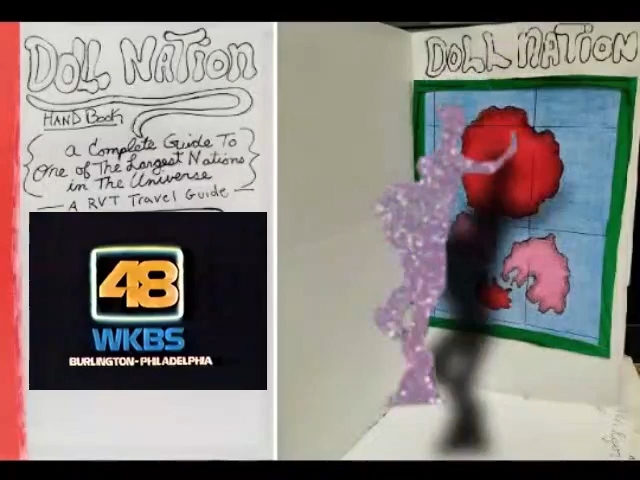 DOLL NATION
HAND Book
a Complete Guide To
One of The Largest Nations
in The Universe
A RVT Travel Guide
48
WKBS
BURLINGTON-PHILADELPHIA
DOLL NATION